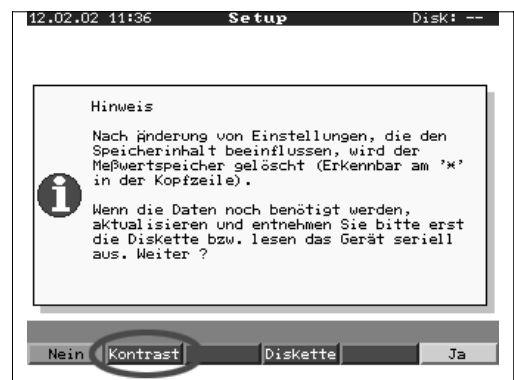 12.02.02 11:36 Setup Disk: --
Hinweis
Nach Änderung von Einstellungen, die den
Speicherinhalt beeinflussen, wird der
Meßwertspeicher gelöscht (Erkennbar am '*'
in der Kopfzeile).
Wenn die Daten noch benötigt werden,
aktualisieren und entnehmen Sie bitte erst
die Diskette bzw. lesen das Gerät seriell
aus. Weiter ?
Nein Kontrast Diskette Ja